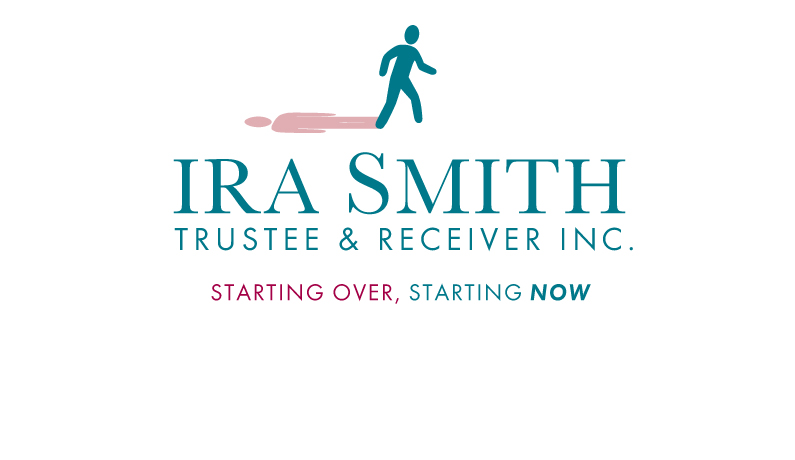 IRA SMITH
TRUSTEE & RECEIVER INC.
STARTING OVER, STARTING NOW